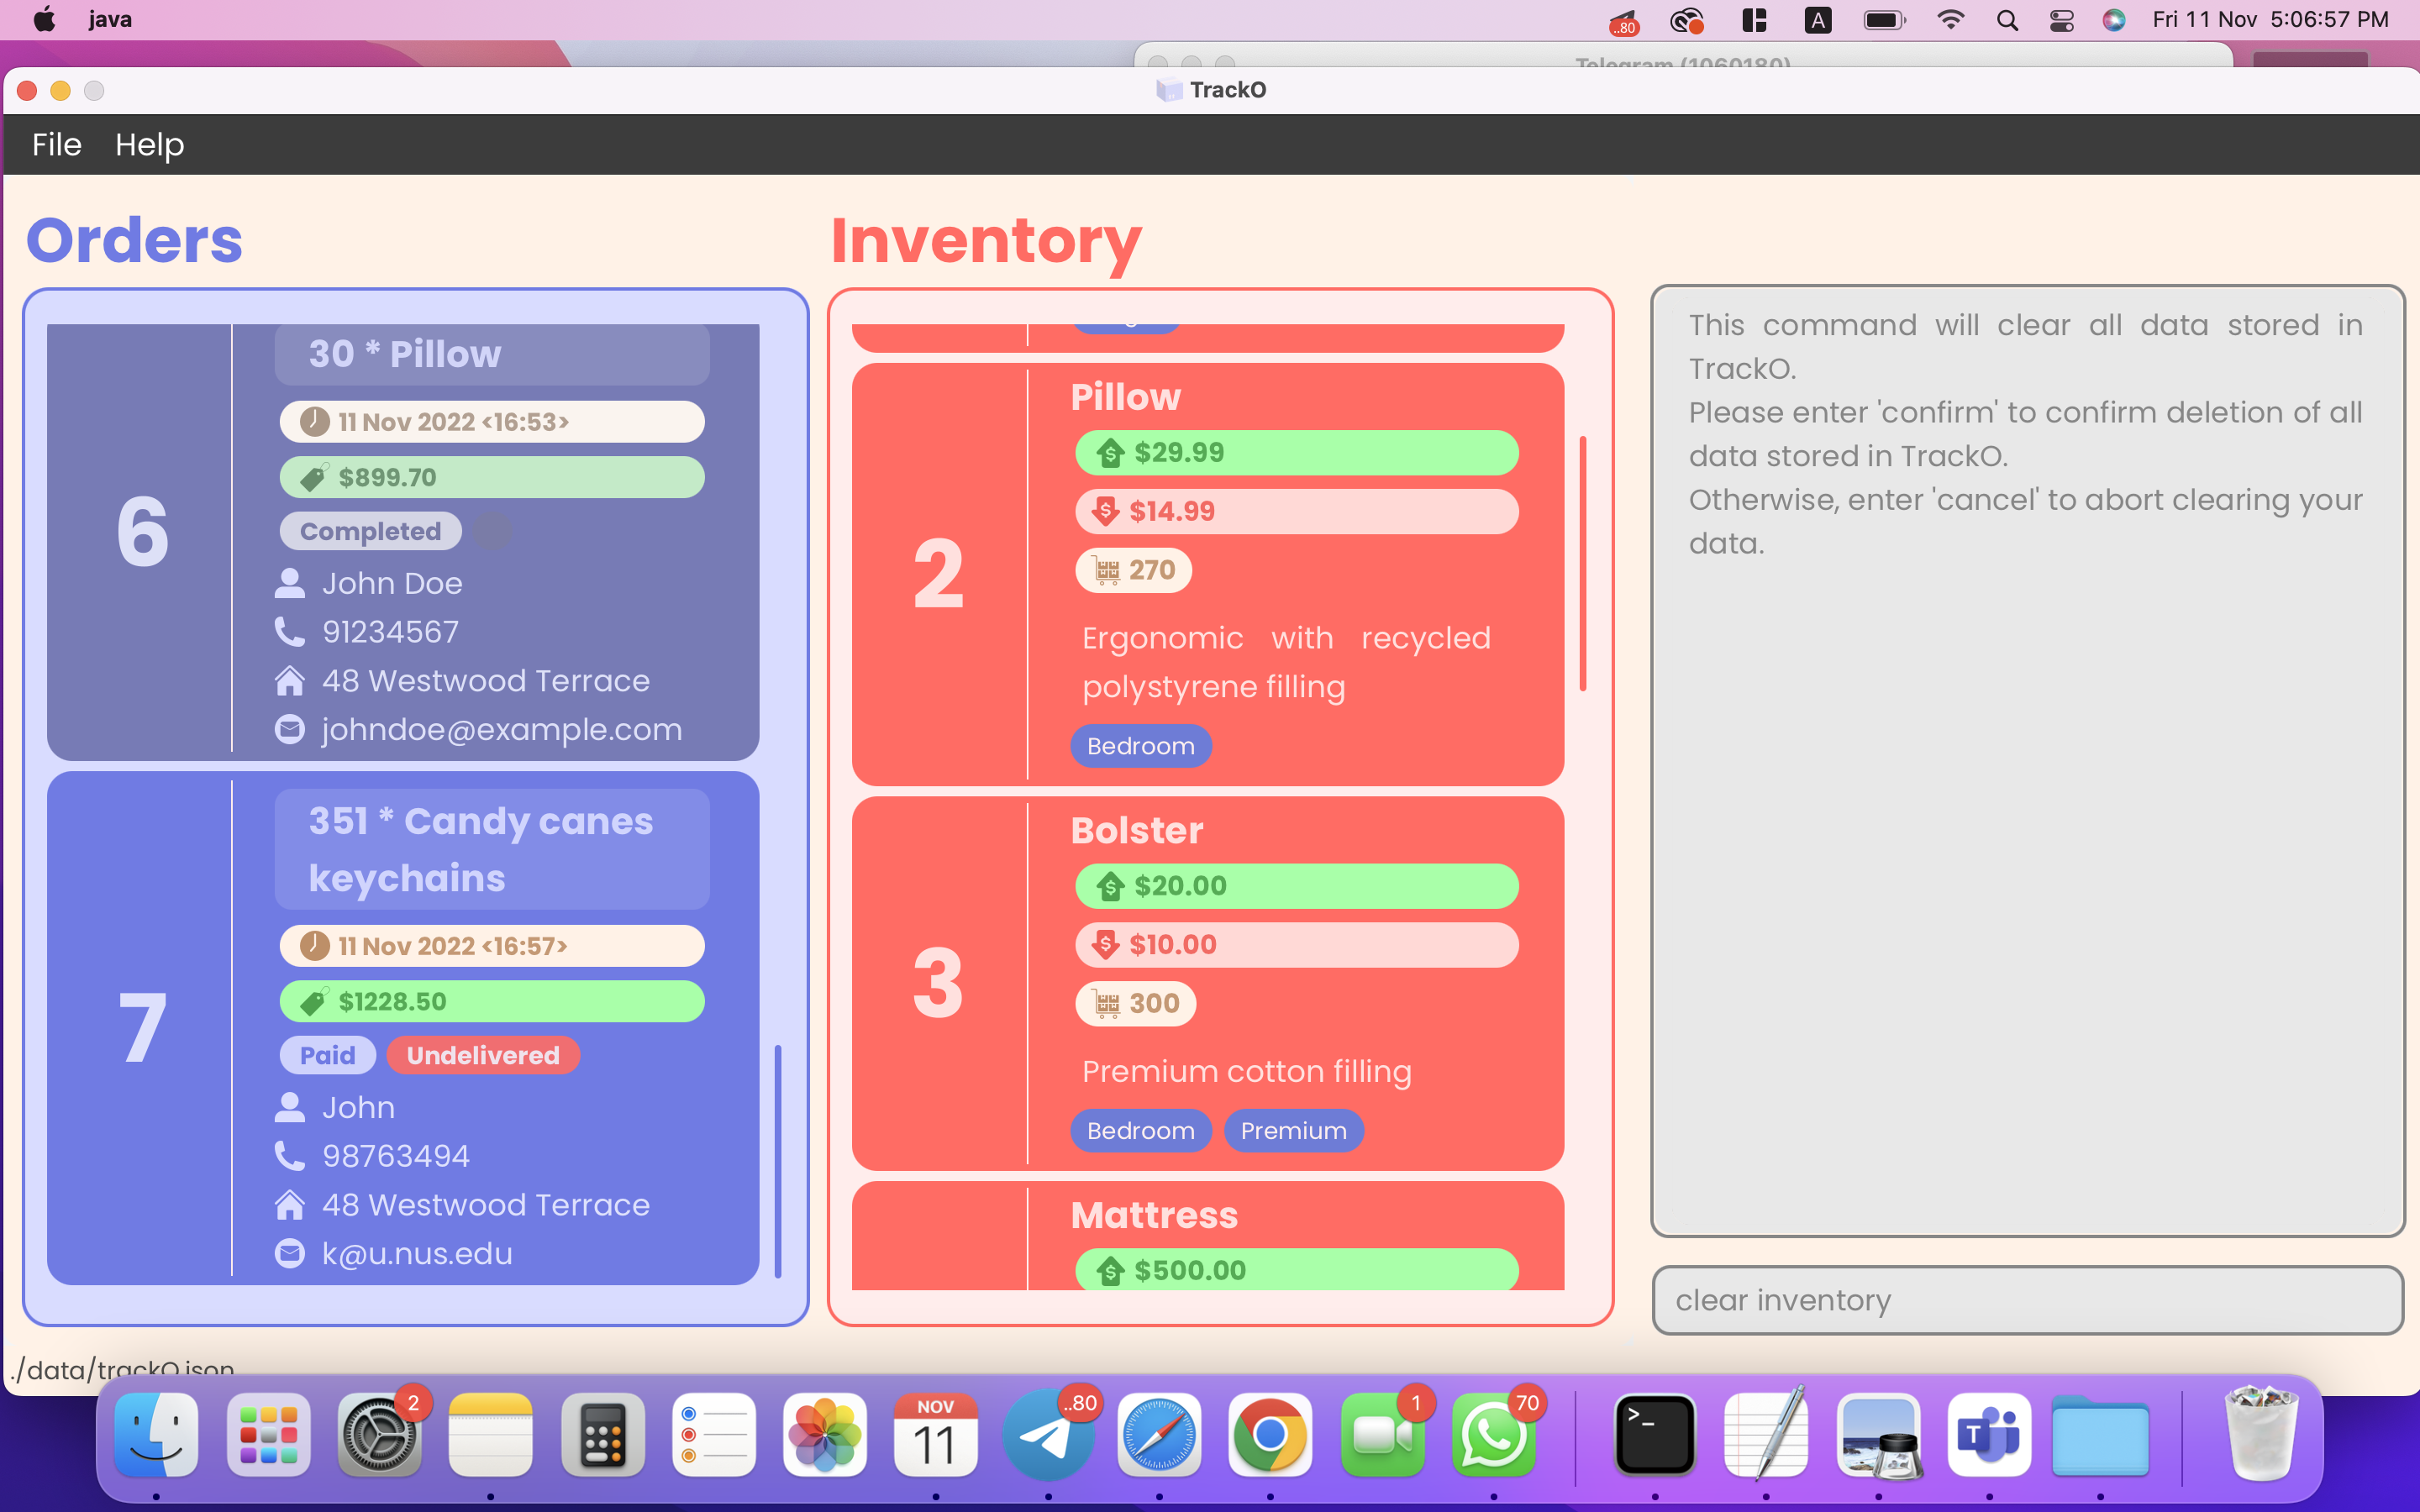 java
..80
A
Fri 11 Nov 5:06:57 PM
Telegram (1060180)
TrackO
File Help
Orders
Inventory
30 * Pillow
11 Nov 2022 <16:53>
$899.70
Completed
6
John Doe
91234567
48 Westwood Terrace
johndoe@example.com
351 * Candy canes
keychains
11 Nov 2022 <16:57>
$1228.50
7
Paid Undelivered
John
98763494
48 Westwood Terrace
k@u.nus.edu
Pillow
$29.99
$14.99
2
270
Ergonomic with recycled
polystyrene filling
Bedroom
Bolster
$20.00
$10.00
3
300
Premium cotton filling
Bedroom Premium
Mattress
$500.00
This command will clear all data stored in
TrackO.
Please enter 'confirm' to confirm deletion of all
data stored in TrackO.
Otherwise, enter 'cancel' to abort clearing your
data.
clear inventory
./data/trackO.json
2
NOV
11
..80
1
70
>_
T